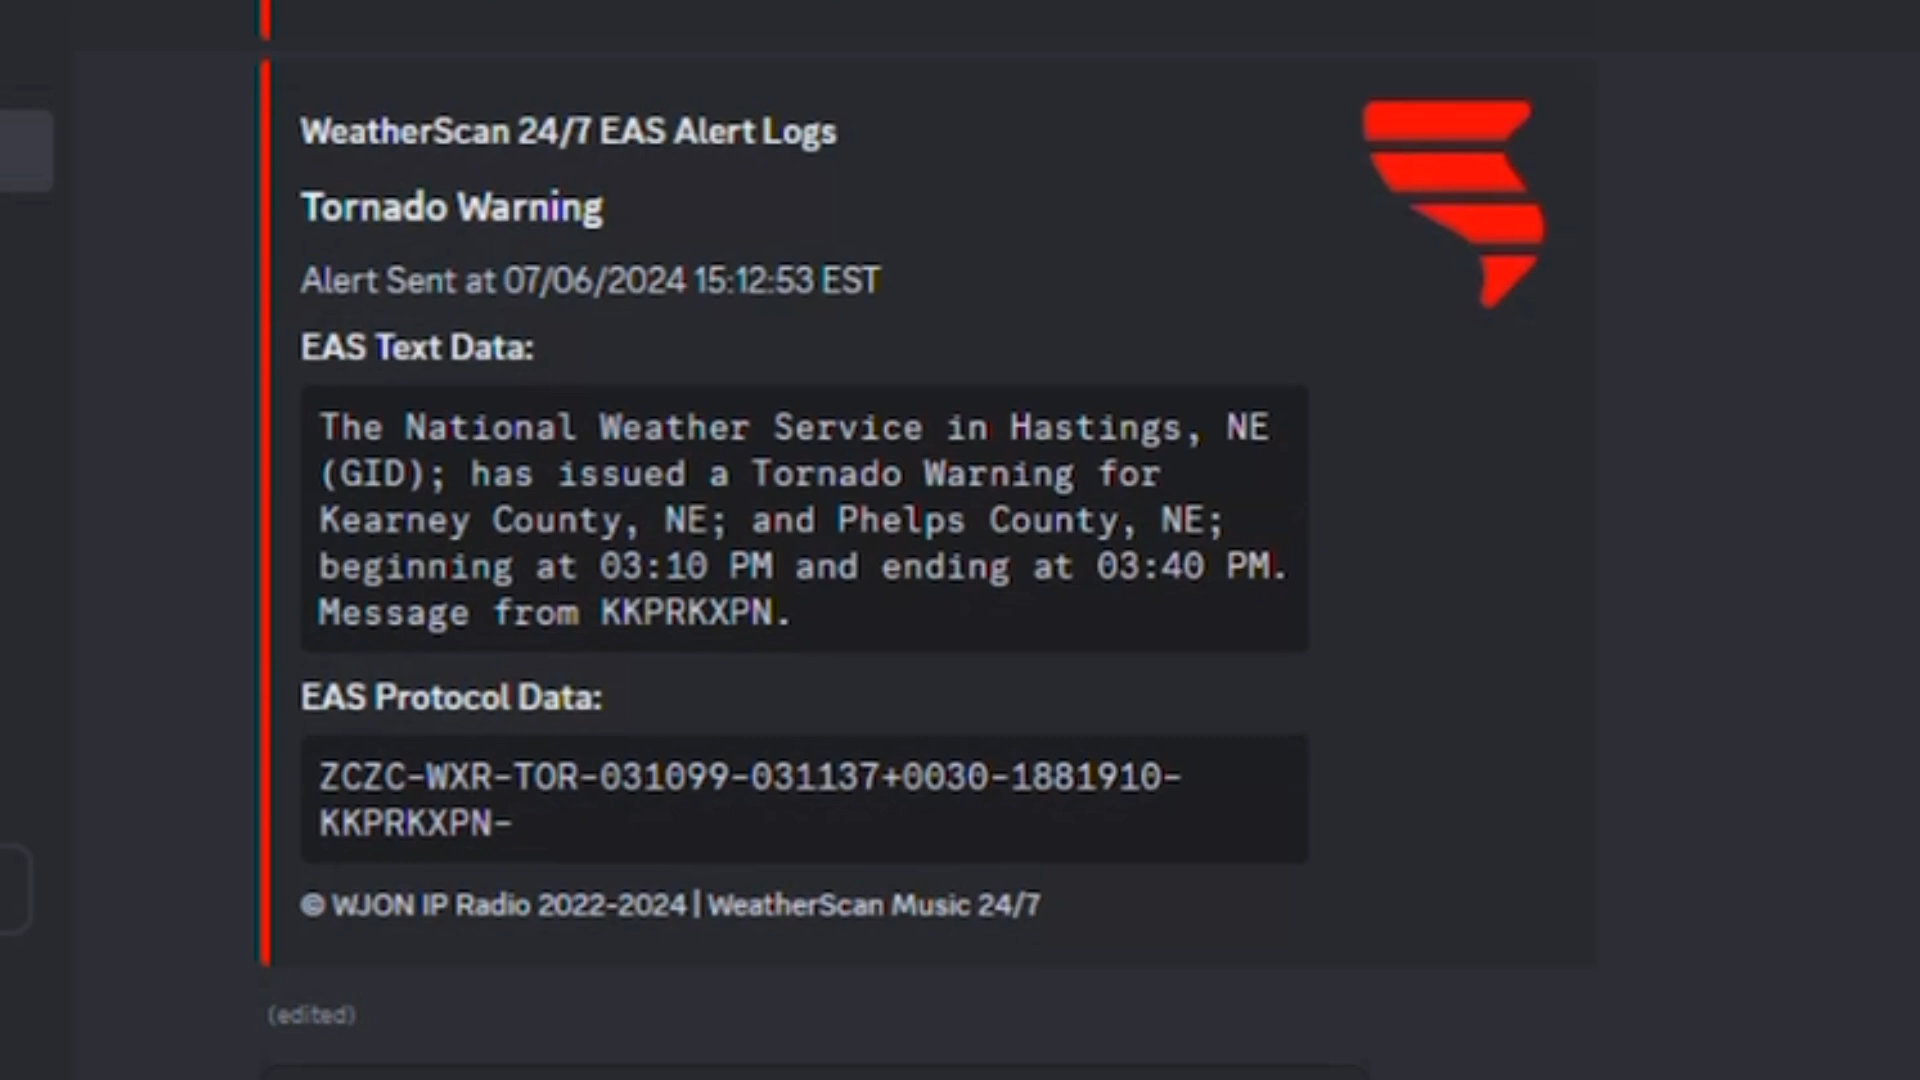 WeatherScan 24/7 EAS Alert Logs
Tornado Warning
Alert Sent at 07/06/2024 15:12:53 EST
EAS Text Data:
The National Weather Service in Hastings, NE
(GID); has issued a Tornado Warning for
Kearney County, NE; and Phelps County, NE;
beginning at 03:10 PM and ending at 03:40 PM.
Message from KKPRKXPN.
EAS Protocol Data:
ZCZC-WXR-TOR-031099-031137+0030-1881910-
KKPRKXPN-
© WJON IP Radio 2022-2024 | WeatherScan Music 24/7
(edited)